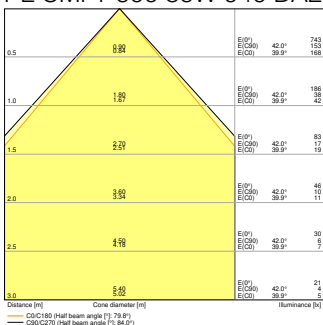 0.5 0.90 0.84 E(0°) 743
E(C90) 42.0° 153
E(C0) 39.9° 168
1.0 1.80 1.67 E(0°) 186
E(C90) 42.0° 38
E(C0) 39.9° 42
1.5 2.70 2.51 E(0°) 83
E(C90) 42.0° 17
E(C0) 39.9° 19
2.0 3.60 3.34 E(0°) 46
E(C90) 42.0° 10
E(C0) 39.9° 11
2.5 4.50 4.18 E(0°) 30
E(C90) 42.0° 6
E(C0) 39.9° 7
3.0 5.40 5.02 E(0°) 21
E(C90) 42.0° 4
E(C0) 39.9° 5
Distance [m] Cone diameter [m] Illuminance [lx]
C0/C180 (Half beam angle [°]: 79.8°)
C90/C270 (Half beam angle [°]: 84.0°)